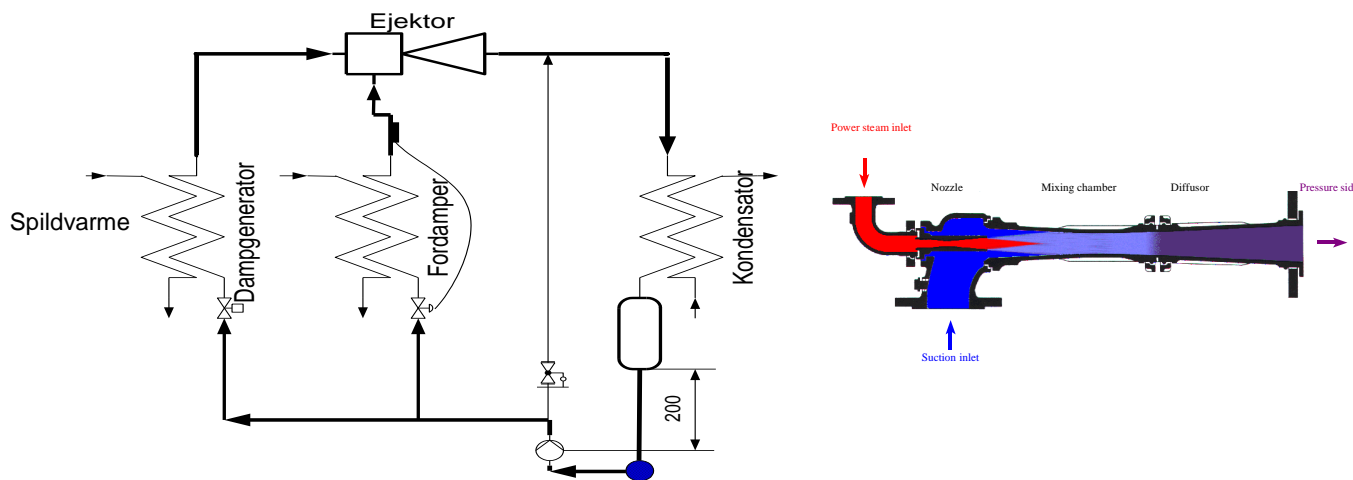 Ejektor
Spildvarme
Dampgenerator
Fordamper
Kondensator
200
Power steam inlet
Nozzle
Mixing chamber
Diffusor
Pressure sid
Suction inlet